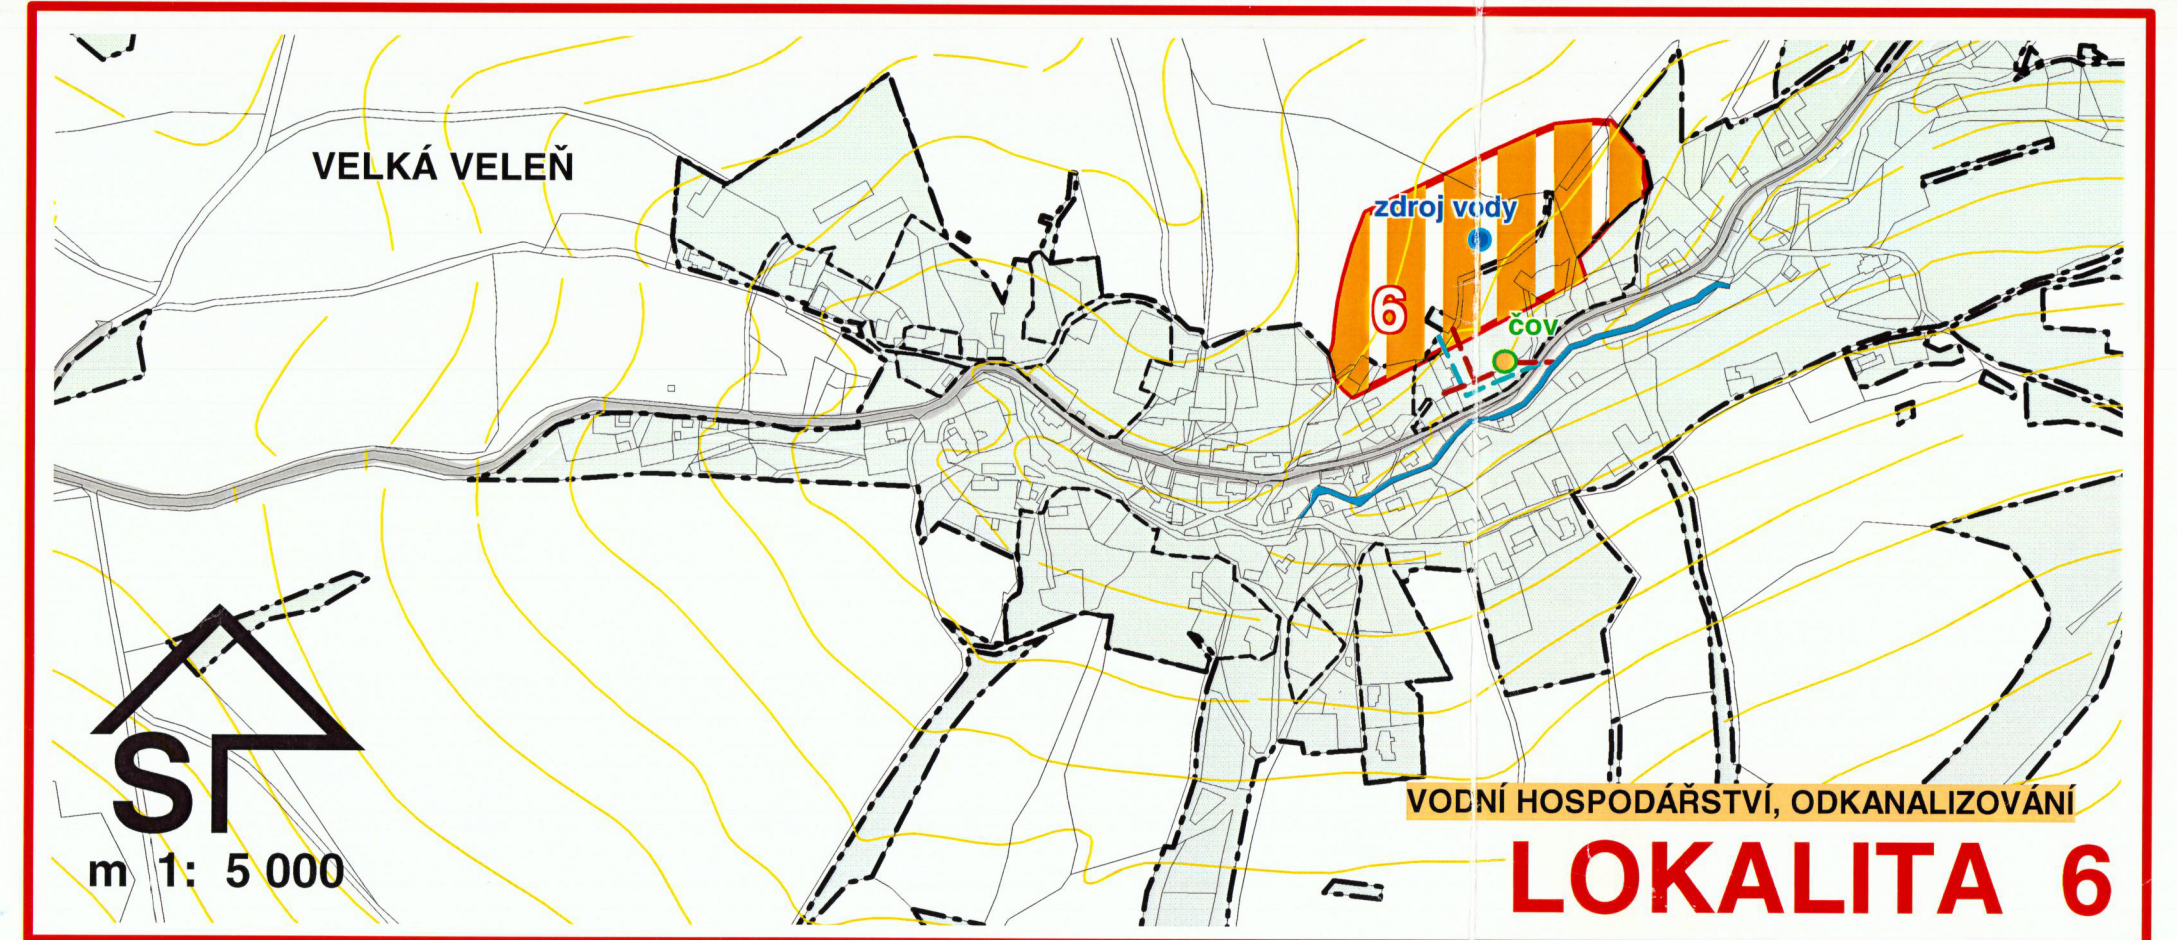 VELKÁ VELEŇ
zdroj vody
6
čov
S
m 1: 5 000
VODNÍ HOSPODÁŘSTVÍ, ODKANALIZOVÁNÍ
LOKALITA 6